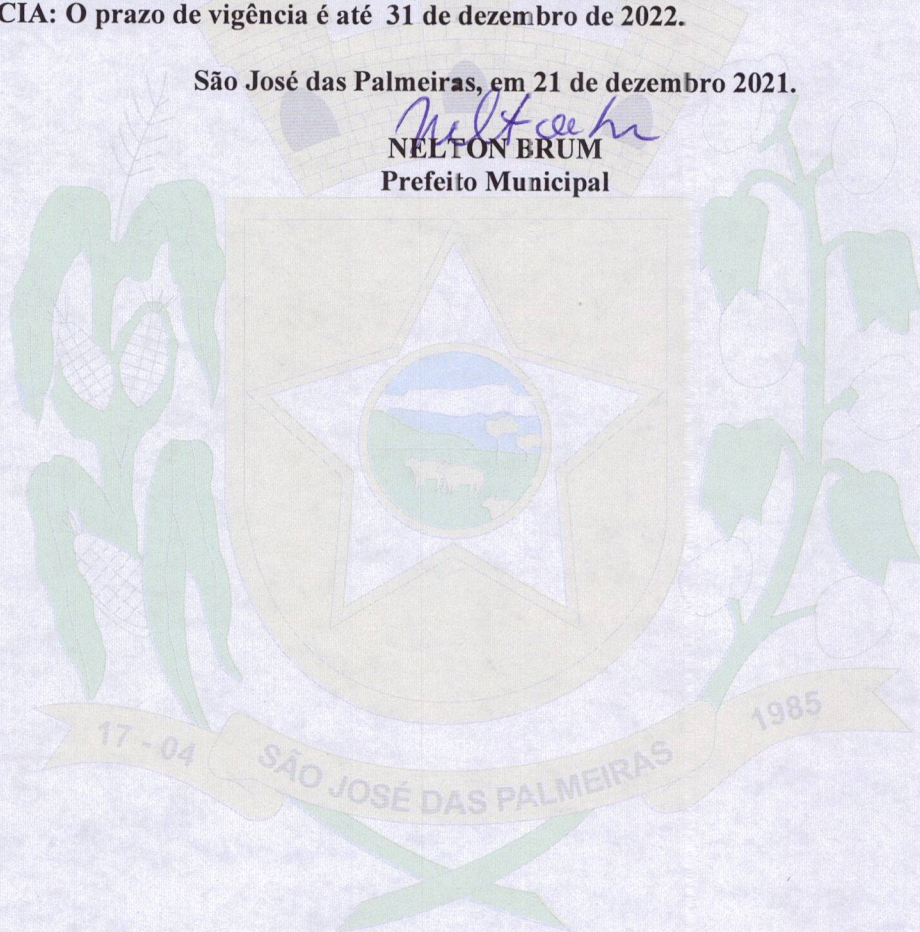 CIA: O prazo de vigência é até 31 de dezembro de 2022.
São José das Palmeiras, em 21 de dezembro 2021.
NELTON BRUM
Prefeito Municipal
17 - 04
SÃO JOSÉ DAS PALMEIRAS
1985